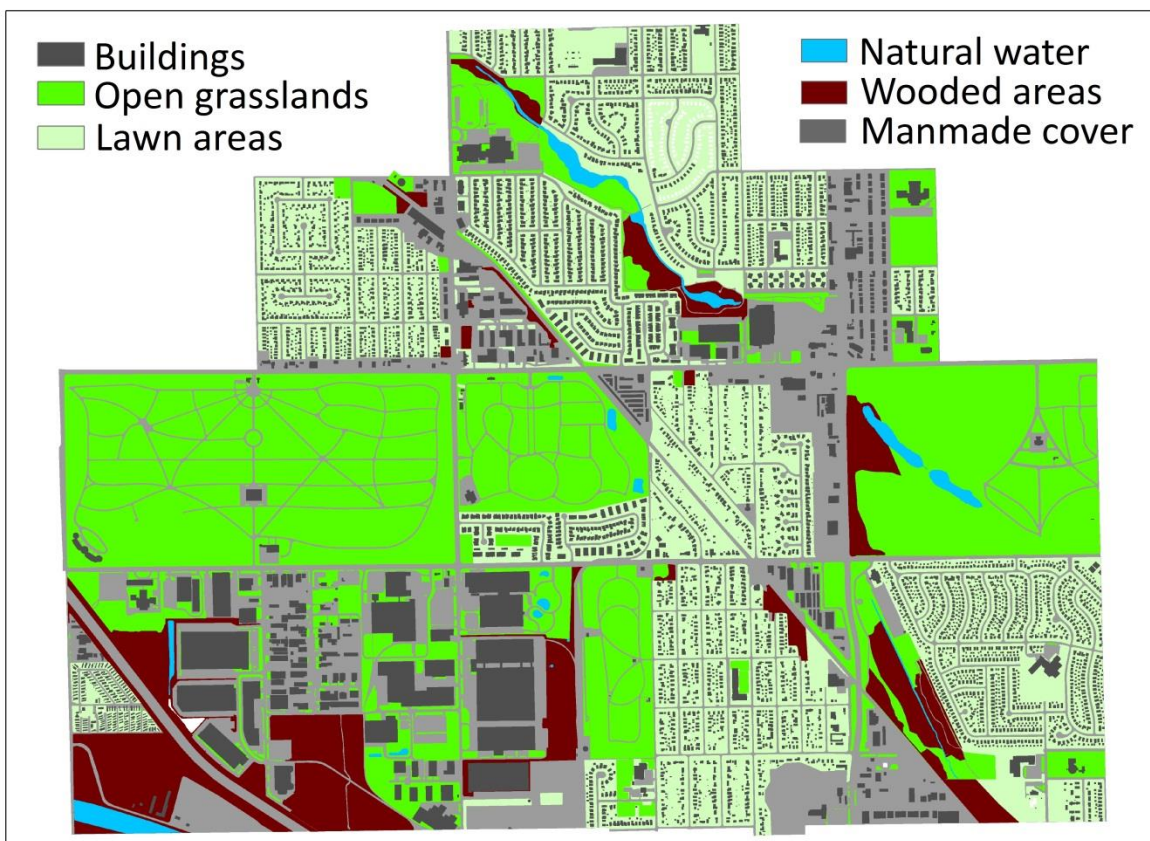 Buildings
Open grasslands
Lawn areas
Natural water
Wooded areas
Manmade cover